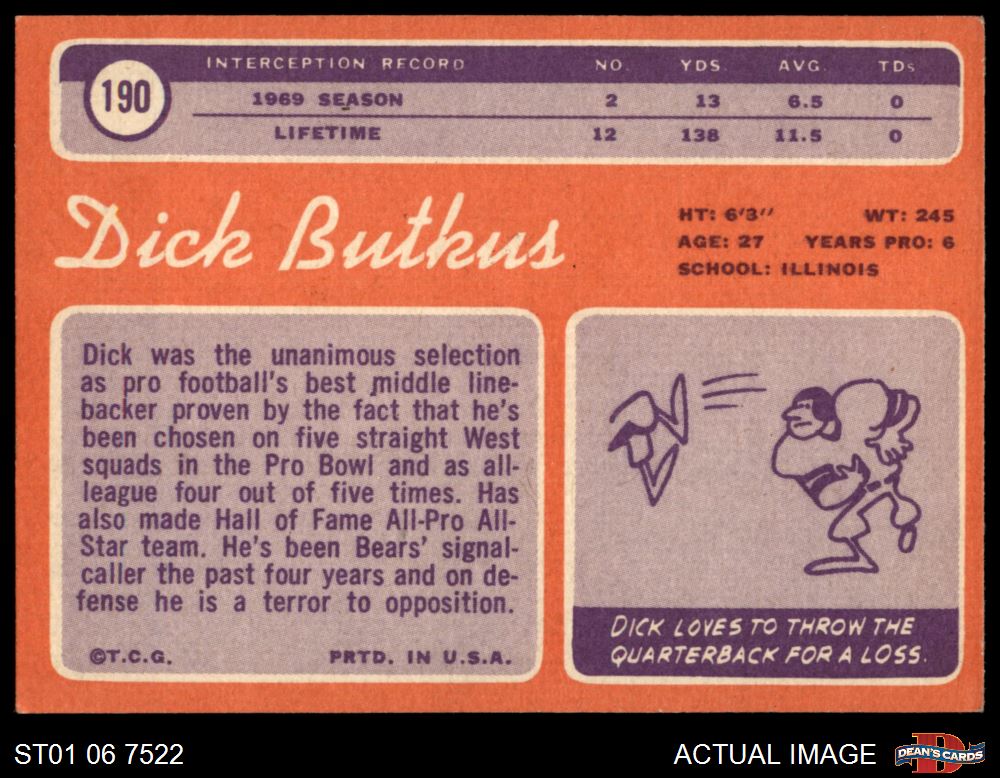 INTERCEPTION RECORD NO. YDS. AVG. TDs
190
1969 SEASON 2 13 6.5 0
LIFETIME 12 138 11.5 0
Dick Butkus
HT: 6'3" WT: 245
AGE: 27 YEARS PRO: 6
SCHOOL: ILLINOIS
Dick was the unanimous selection
as pro football's best middle line-
backer proven by the fact that he's
been chosen on five straight West
squads in the Pro Bowl and as all-
league four out of five times. Has
also made Hall of Fame All-Pro All-
Star team. He's been Bears' signal-
caller the past four years and on de-
fense he is a terror to opposition.
©T.C.G. PRTD. IN U.S.A.
DICK LOVES TO THROW THE
QUARTERBACK FOR A LOSS.
ST01 06 7522
ACTUAL IMAGE
D
DEAN'S CARDS